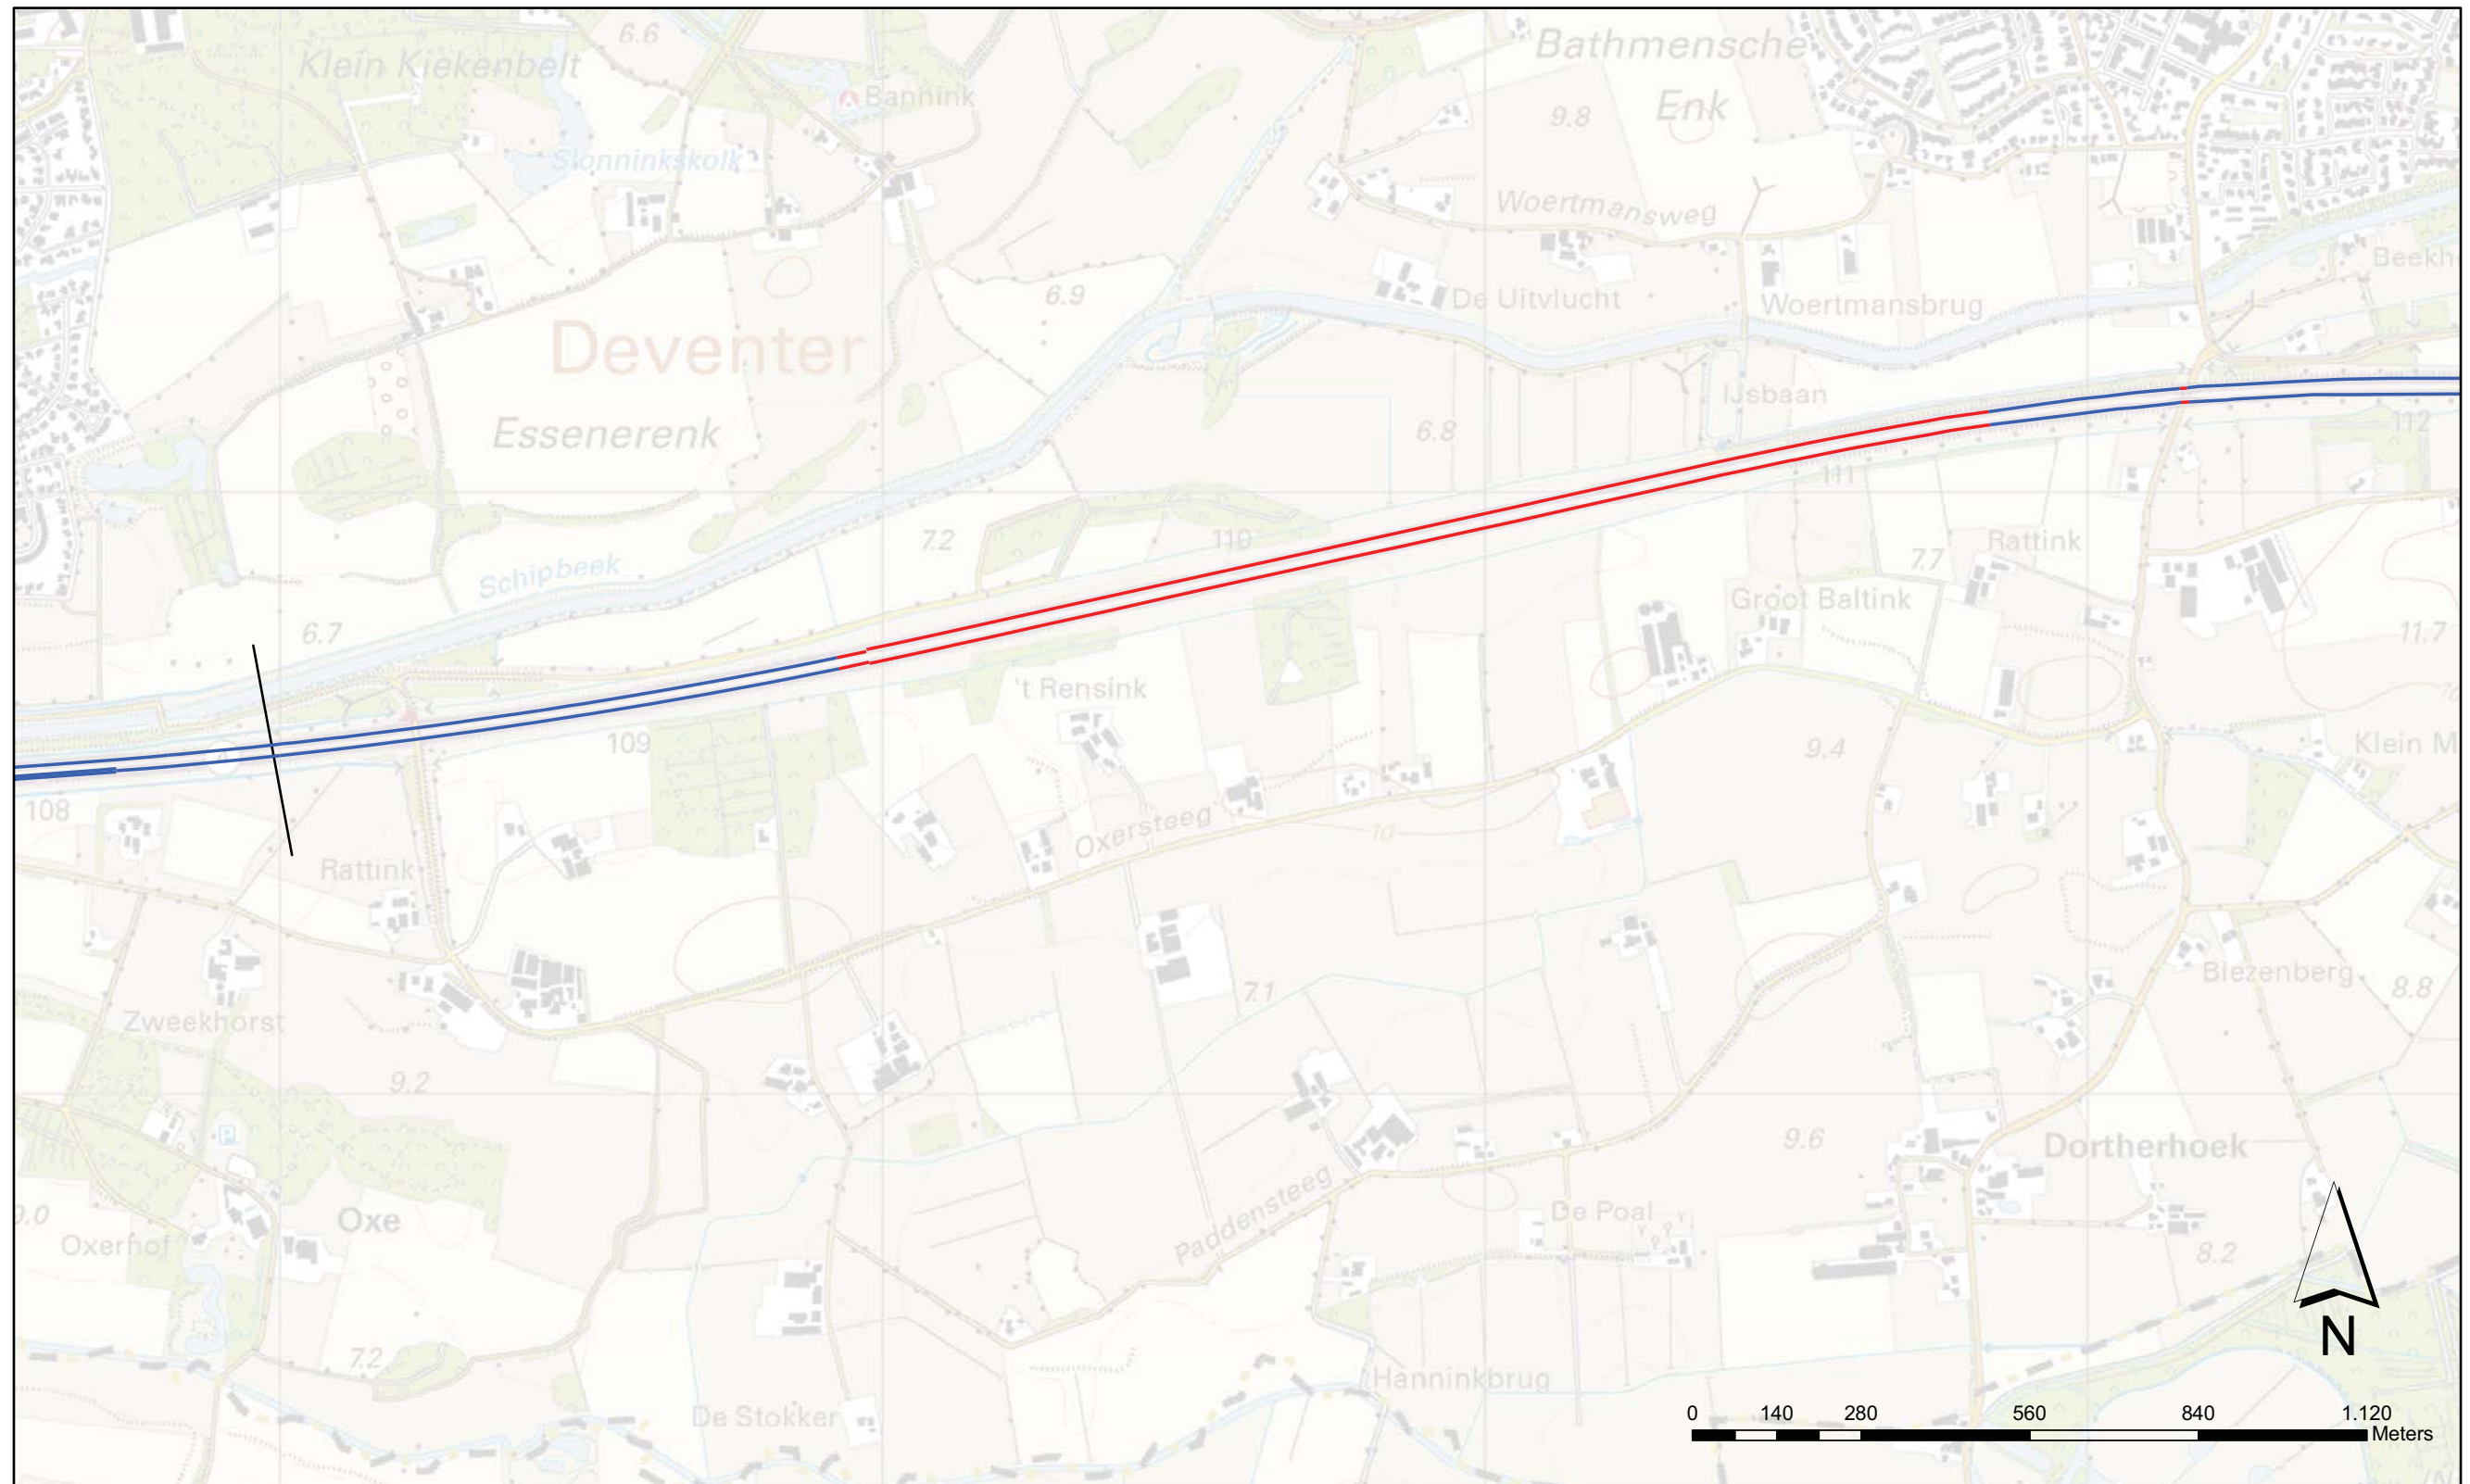 6.6
Klein Kiekenbelt
Bathmensche
Enk
Bannink
9.8
Slonninkskolk
Woertmansweg
Beekh
6.9
De Uitvlucht
Woertmansbrug
Deventer
IJsbaan
Essenerenk
6.8
112
111
7.2
110
Rattink
7.7
Schipbeek
Groot Baltink
6.7
11.7
't Rensink
109
9.4
Klein M
108
Oxersteeg
70
Rattink
7.1
Biezenberg
8.8
Zweekhorst
9.2
P
9.6
Dortherhoek
9.0
Oxe
De Poal
Oxerhof
Paddensteeg
8.2
N
7.2
Hanninkbrug
De Stokker
0 140 280 560 840 1.120
Meters